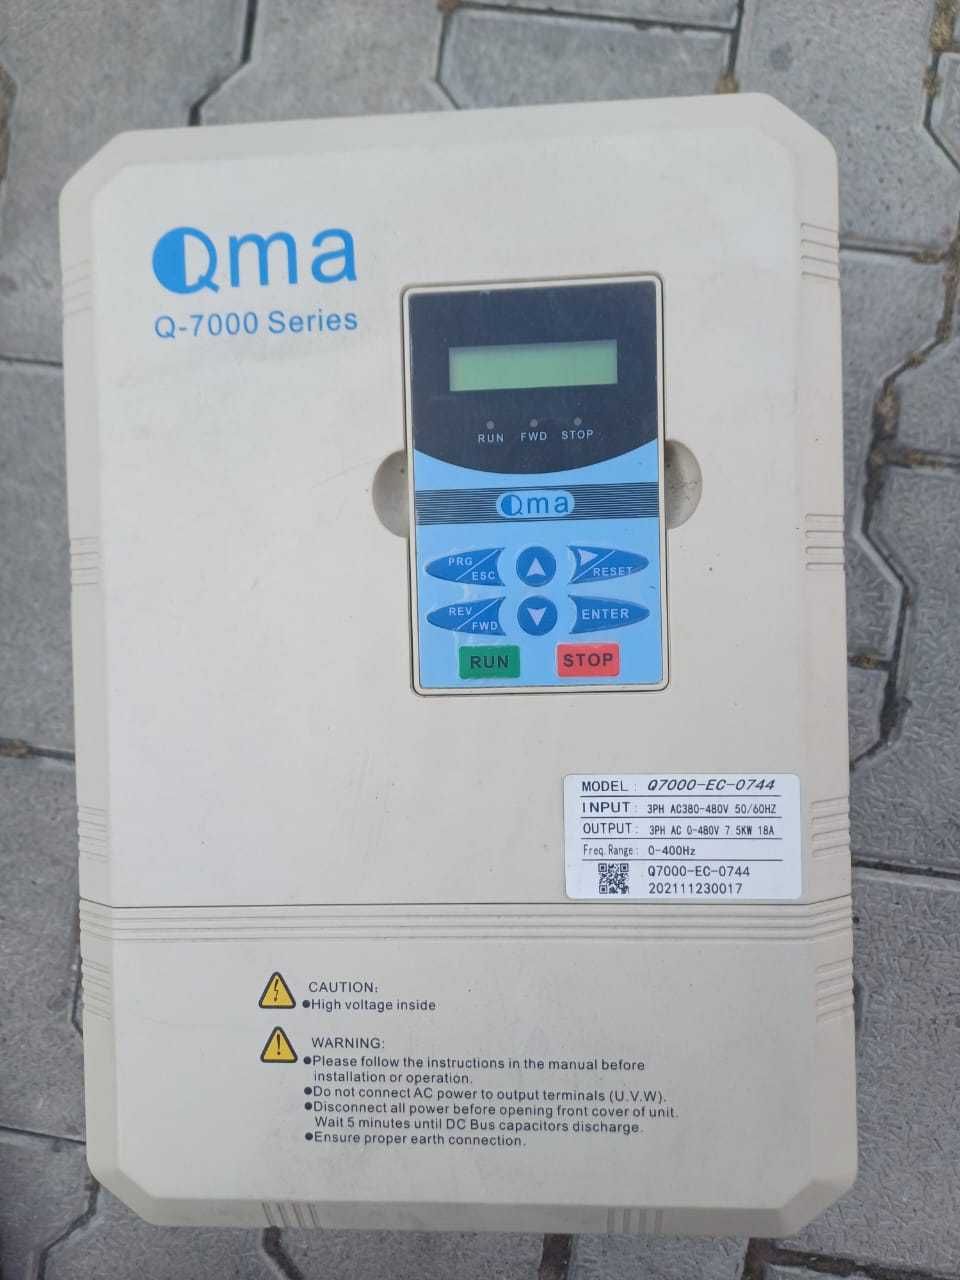 Qma
Q-7000 Series
RUN FWD STOP
Qma
PRG/ESC
RESET
REV/FWD
ENTER
RUN STOP
MODEL: Q7000-EC-0744
INPUT: 3PH AC380-480V 50/60HZ
OUTPUT: 3PH AC 0-480V 7.5KW 18A
Freq.Range: 0-400Hz
Q7000-EC-0744
202111230017
CAUTION:
●High voltage inside
WARNING:
●Please follow the instructions in the manual before
installation or operation.
●Do not connect AC power to output terminals (U.V.W).
●Disconnect all power before opening front cover of unit.
Wait 5 minutes until DC Bus capacitors discharge.
●Ensure proper earth connection.